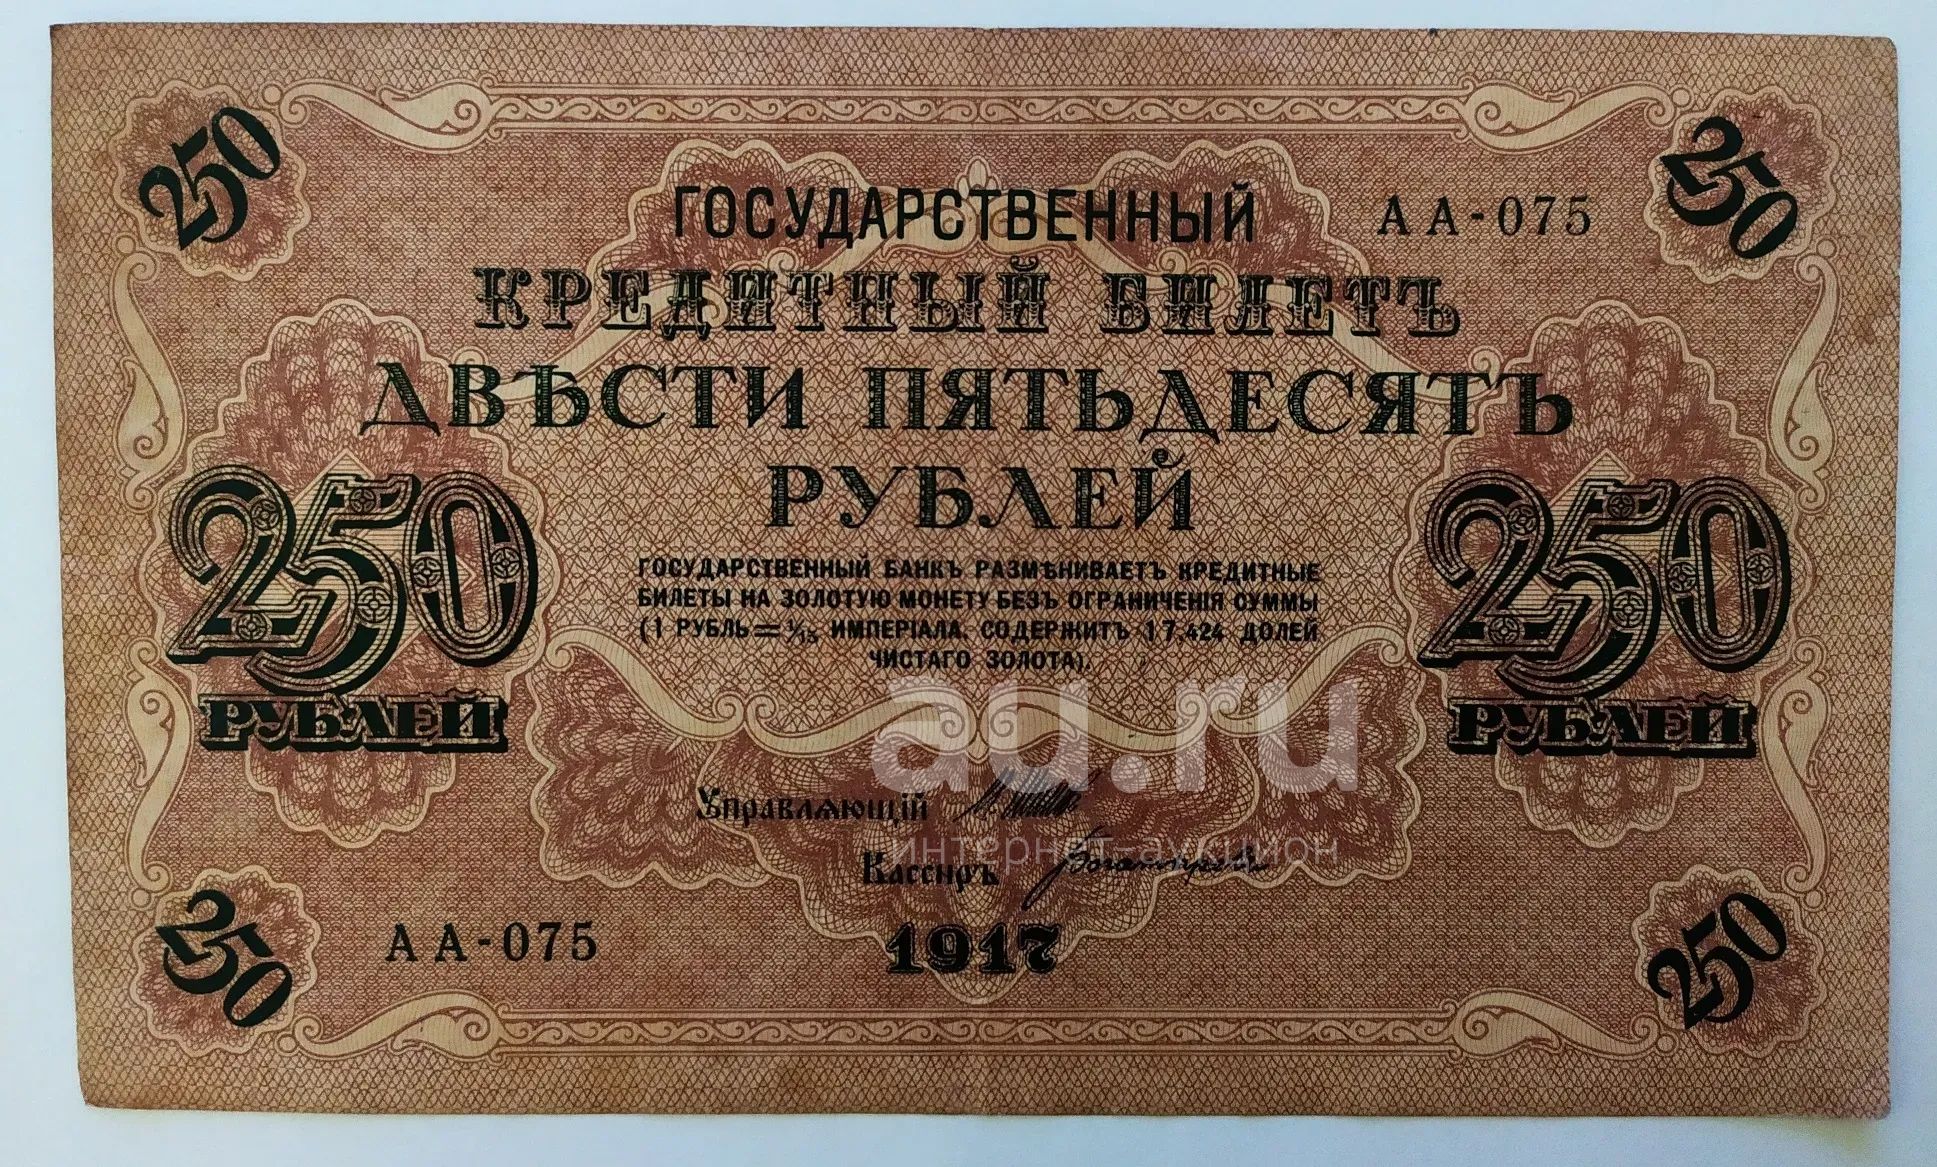 250 250
ГОСУДАРСТВЕННЫЙ АА-075
КРЕДИТНЫЙ БИЛЕТЪ
ДВѢСТИ ПЯТЬДЕСЯТЪ
РУБЛЕЙ
250 250
РУБЛЕЙ РУБЛЕЙ
ГОСУДАРСТВЕННЫЙ БАНКЪ РАЗМѢНИВАЕТЪ КРЕДИТНЫЕ
БИЛЕТЫ НА ЗОЛОТУЮ МОНЕТУ БЕЗЪ ОГРАНИЧЕНІЯ СУММЫ
(1 РУБЛЬ = 1/15 ИМПЕРІАЛА, СОДЕРЖИТЪ 17,424 ДОЛЕЙ
ЧИСТАГО ЗОЛОТА).
au.ru
Управляющій
интернет-аукцион
Кассиръ
АА-075 1917
250 250